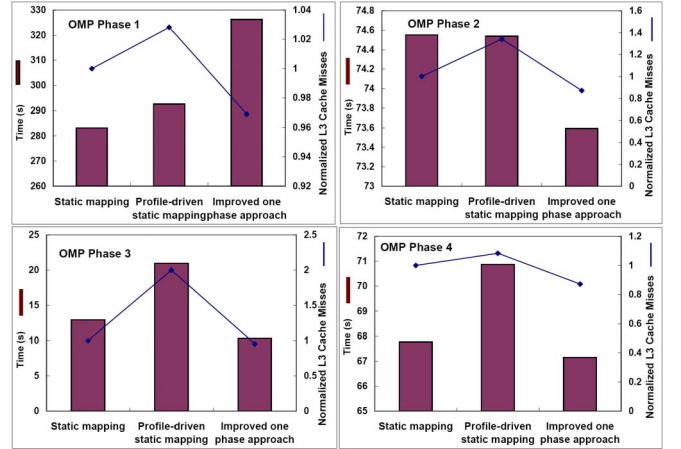 OMP Phase 1
330
320
310
300
290
280
270
260
Time (s)
1.04
1.02
1
0.98
0.96
0.94
0.92
Normalized L3 Cache Misses
Static mapping
Profile-driven
static mapping
Improved one
phase approach
OMP Phase 2
74.8
74.6
74.4
74.2
74
73.8
73.6
73.4
73.2
73
Time (s)
1.6
1.4
1.2
1
0.8
0.6
0.4
0.2
0
Normalized L3 Cache Misses
Static mapping
Profile-driven
static mapping
Improved one
phase approach
OMP Phase 3
25
20
15
10
5
0
Time (s)
2.5
2
1.5
1
0.5
0
Normalized L3 Cache Misses
Static mapping
Profile-driven
static mapping
Improved one
phase approach
OMP Phase 4
72
71
70
69
68
67
66
65
Time (s)
1.2
1
0.8
0.6
0.4
0.2
0
Normalized L3 Cache Misses
Static mapping
Profile-driven
static mapping
Improved one
phase approach